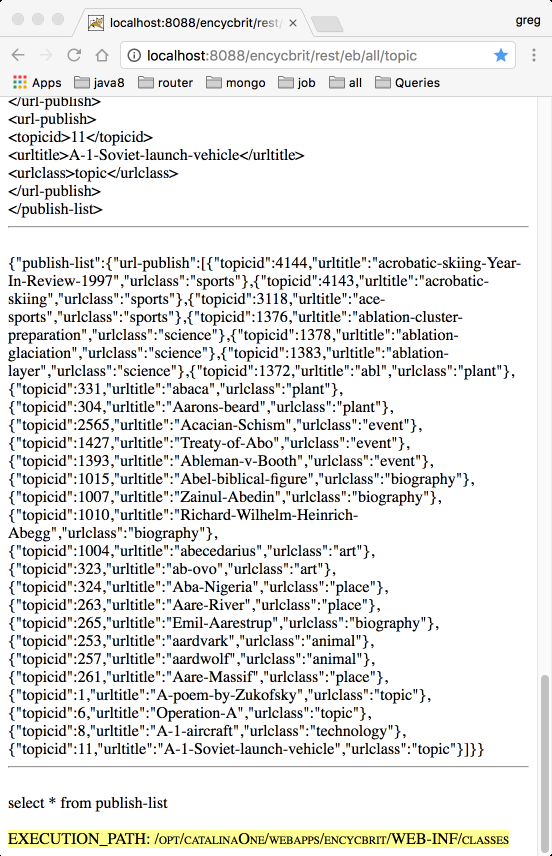 localhost:8088/encycbrit/rest/
greg
localhost:8088/encycbrit/rest/eb/all/topic
Apps java8 router mongo job all Queries
</url-publish>
<url-publish>
<topicid>11</topicid>
<urltitle>A-1-Soviet-launch-vehicle</urltitle>
<urlclass>topic</urlclass>
</url-publish>
</publish-list>
{"publish-list":{"url-publish":[{"topicid":4144,"urltitle":"acrobatic-skiing-Year-
In-Review-1997","urlclass":"sports"},{"topicid":4143,"urltitle":"acrobatic-
skiing","urlclass":"sports"},{"topicid":3118,"urltitle":"ace-
sports","urlclass":"sports"},{"topicid":1376,"urltitle":"ablation-cluster-
preparation","urlclass":"science"},{"topicid":1378,"urltitle":"ablation-
glaciation","urlclass":"science"},{"topicid":1383,"urltitle":"ablation-
layer","urlclass":"science"},{"topicid":1372,"urltitle":"abl","urlclass":"plant"},
{"topicid":331,"urltitle":"abaca","urlclass":"plant"},
{"topicid":304,"urltitle":"Aarons-beard","urlclass":"plant"},
{"topicid":2565,"urltitle":"Acacian-Schism","urlclass":"event"},
{"topicid":1427,"urltitle":"Treaty-of-Abo","urlclass":"event"},
{"topicid":1393,"urltitle":"Ableman-v-Booth","urlclass":"event"},
{"topicid":1015,"urltitle":"Abel-biblical-figure","urlclass":"biography"},
{"topicid":1007,"urltitle":"Zainul-Abedin","urlclass":"biography"},
{"topicid":1010,"urltitle":"Richard-Wilhelm-Heinrich-
Abegg","urlclass":"biography"},
{"topicid":1004,"urltitle":"abecedarius","urlclass":"art"},
{"topicid":323,"urltitle":"ab-ovo","urlclass":"art"},
{"topicid":324,"urltitle":"Aba-Nigeria","urlclass":"place"},
{"topicid":263,"urltitle":"Aare-River","urlclass":"place"},
{"topicid":265,"urltitle":"Emil-Aarestrup","urlclass":"biography"},
{"topicid":253,"urltitle":"aardvark","urlclass":"animal"},
{"topicid":257,"urltitle":"aardwolf","urlclass":"animal"},
{"topicid":261,"urltitle":"Aare-Massif","urlclass":"place"},
{"topicid":1,"urltitle":"A-poem-by-Zukofsky","urlclass":"topic"},
{"topicid":6,"urltitle":"Operation-A","urlclass":"topic"},
{"topicid":8,"urltitle":"A-1-aircraft","urlclass":"technology"},
{"topicid":11,"urltitle":"A-1-Soviet-launch-vehicle","urlclass":"topic"}]}}
select * from publish-list
EXECUTION_PATH: /opt/catalinaOne/webapps/encycbrit/WEB-INF/classes